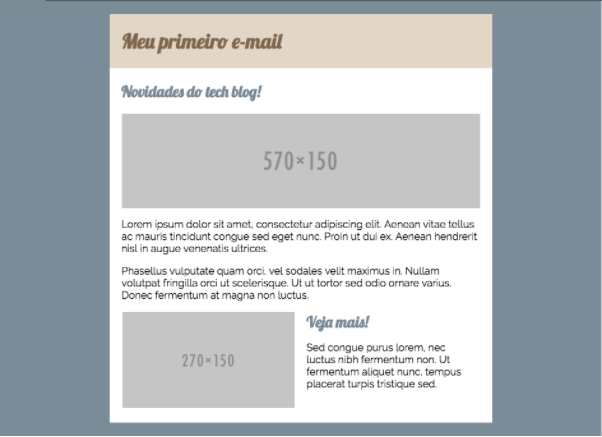 Meu primeiro e-mail
Novidades do tech blog!
570×150
Lorem ipsum dolor sit amet, consectetur adipiscing elit. Aenean vitae tellus
ac mauris tincidunt congue sed eget nunc. Proin ut dui ex. Aenean hendrerit
nisl in augue venenatis ultrices.
Phasellus vulputate quam orci, vel sodales velit maximus in. Nullam
volutpat fringilla orci ut scelerisque. Ut ut tortor sed odio ornare varius.
Donec fermentum at magna non luctus.
270×150
Veja mais!
Sed congue purus lorem, nec
luctus nibh fermentum non. Ut
fermentum aliquet nunc, tempus
placerat turpis tristique sed.